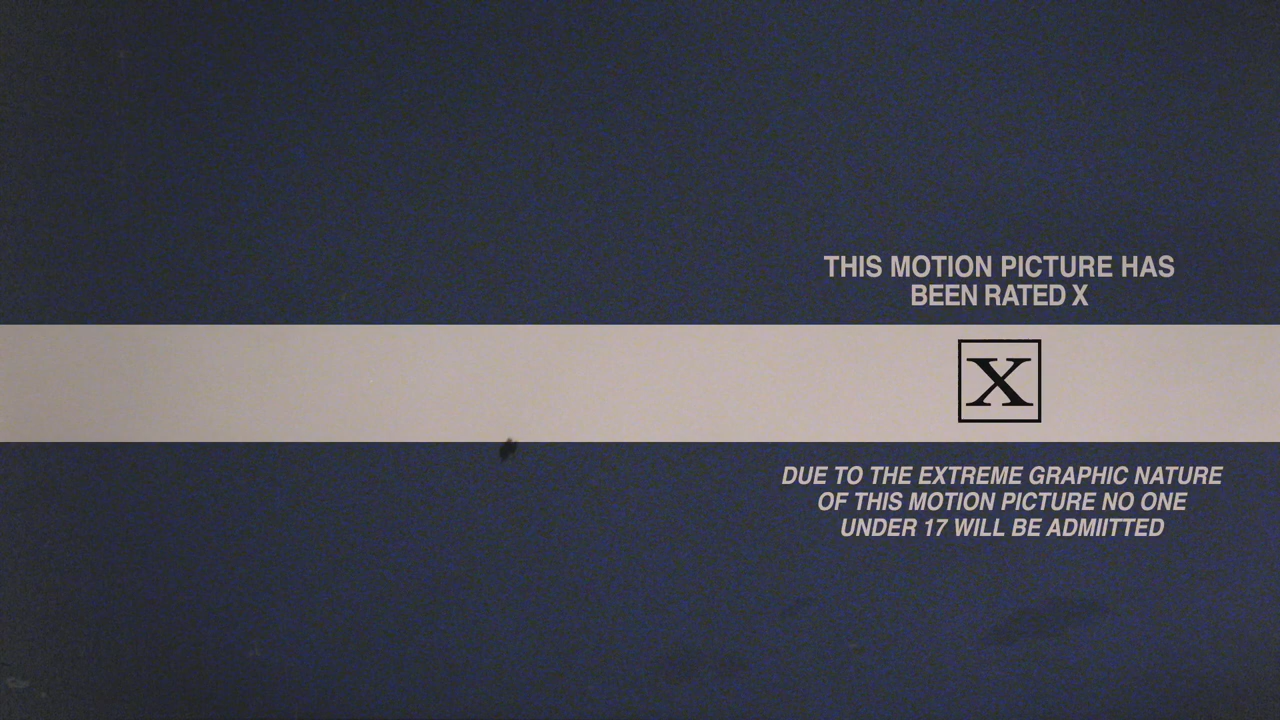 THIS MOTION PICTURE HAS
BEEN RATED X
X
DUE TO THE EXTREME GRAPHIC NATURE
OF THIS MOTION PICTURE NO ONE
UNDER 17 WILL BE ADMIITTED